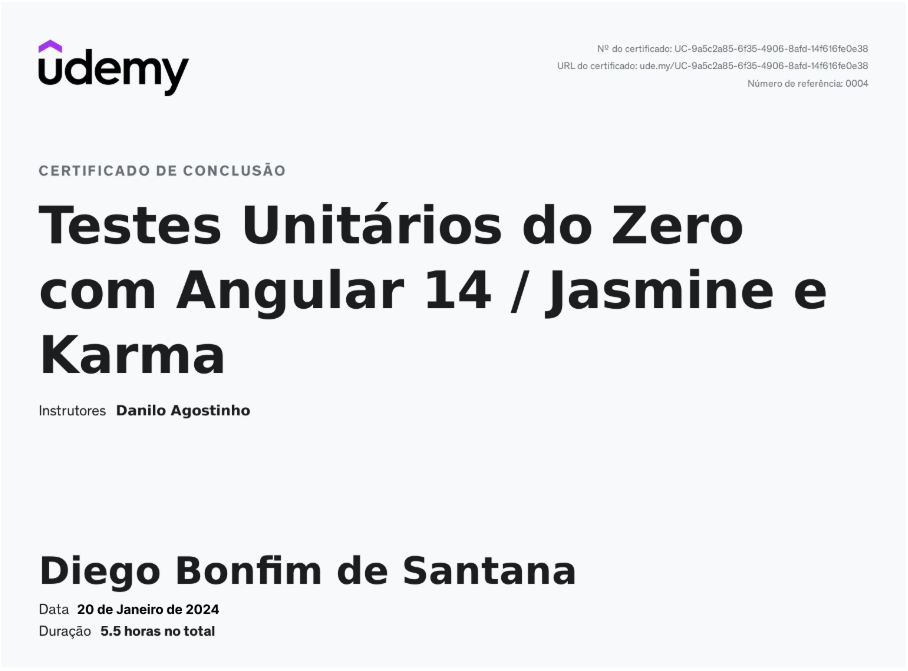 udemy
Nº do certificado: UC-9a5c2a85-6f35-4906-8afd-14f616fe0e38
URL do certificado: ude.my/UC-9a5c2a85-6f35-4906-8afd-14f616fe0e38
Número de referência: 0004
CERTIFICADO DE CONCLUSÃO
Testes Unitários do Zero
com Angular 14 / Jasmine e
Karma
Instrutores Danilo Agostinho
Diego Bonfim de Santana
Data 20 de Janeiro de 2024
Duração 5.5 horas no total